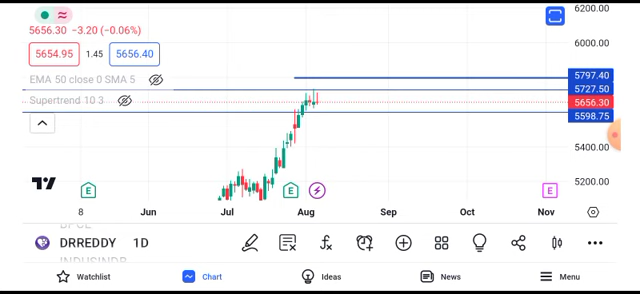 6200.00
5656.30 −3.20 (−0.06%)
6000.00
5654.95 1.45 5656.40
EMA 50 close 0 SMA 5
5797.40
5727.50
Supertrend 10 3
5656.30
5598.75
5400.00
5200.00
E E E
8 Jun Jul Aug Sep Oct Nov
DRREDDY 1D
INDUSINDB
Watchlist Chart Ideas News Menu